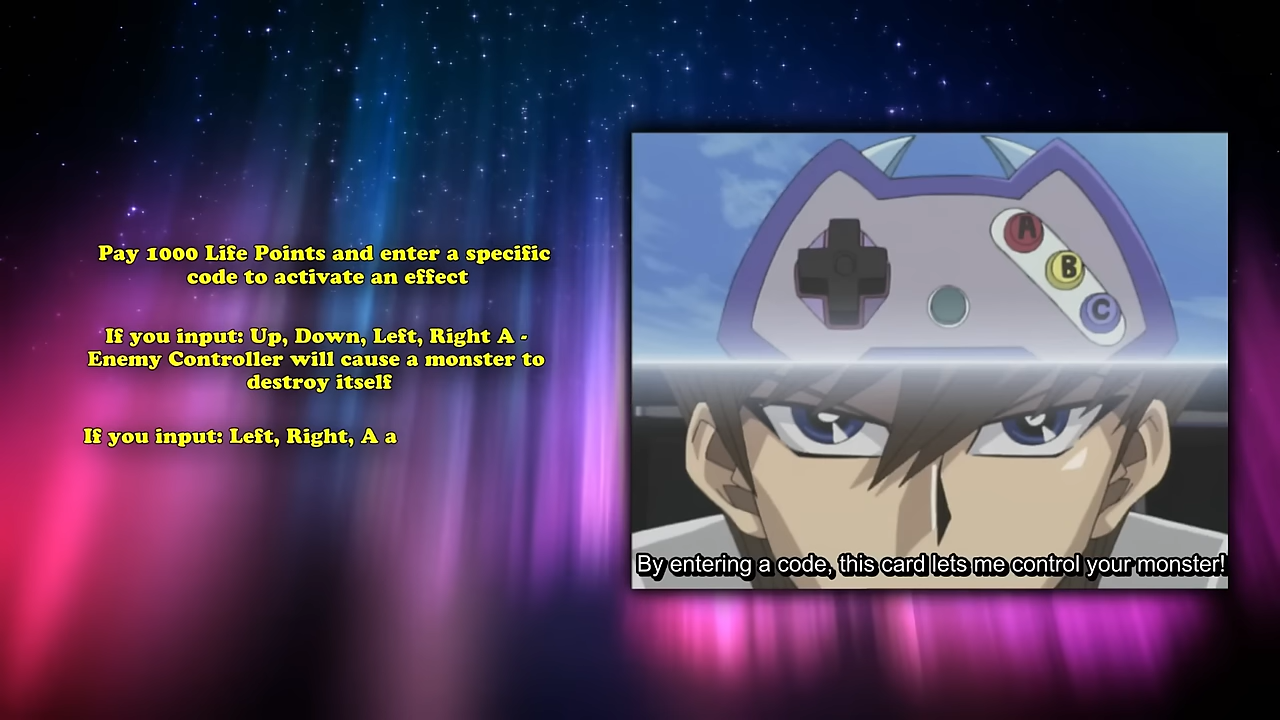 Pay 1000 Life Points and enter a specific
code to activate an effect
If you input: Up, Down, Left, Right A -
Enemy Controller will cause a monster to
destroy itself
If you input: Left, Right, A a
A
B
C
By entering a code, this card lets me control your monster!